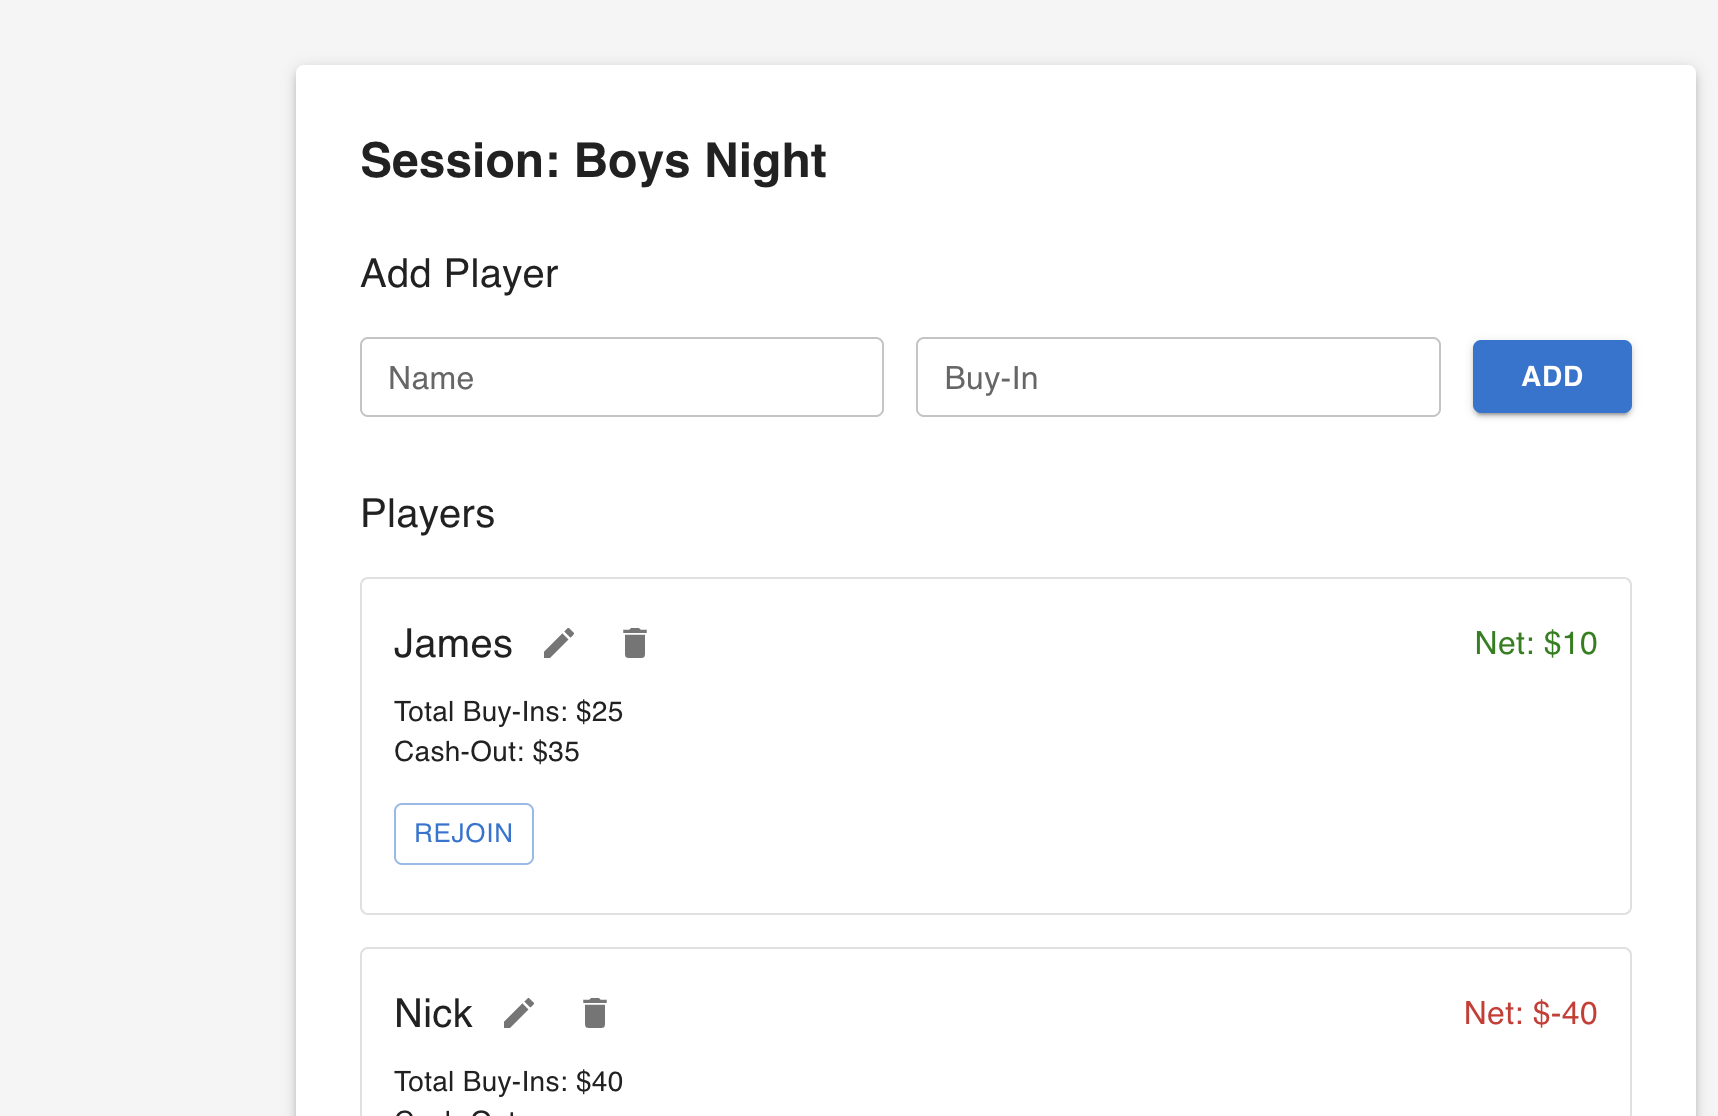 Session: Boys Night
Add Player
Name
Buy-In
ADD
Players
James
Net: $10
Total Buy-Ins: $25
Cash-Out: $35
REJOIN
Nick
Net: $-40
Total Buy-Ins: $40